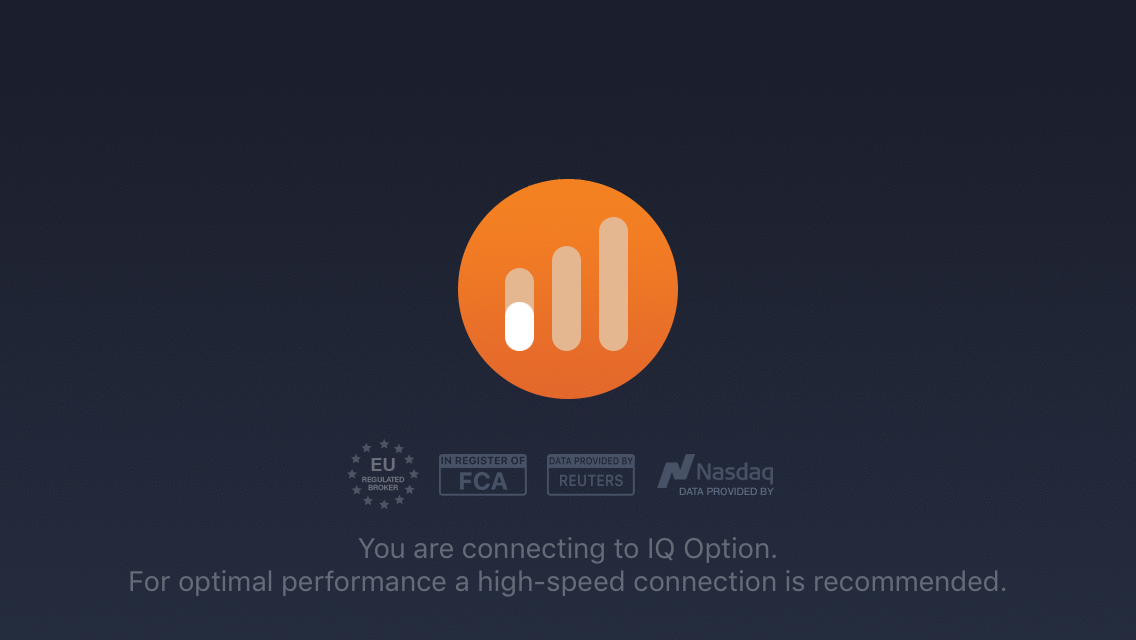 EU
REGULATED
BROKER
IN REGISTER OF
FCA
DATA PROVIDED BY
REUTERS
Nasdaq
DATA PROVIDED BY
You are connecting to IQ Option.
For optimal performance a high-speed connection is recommended.